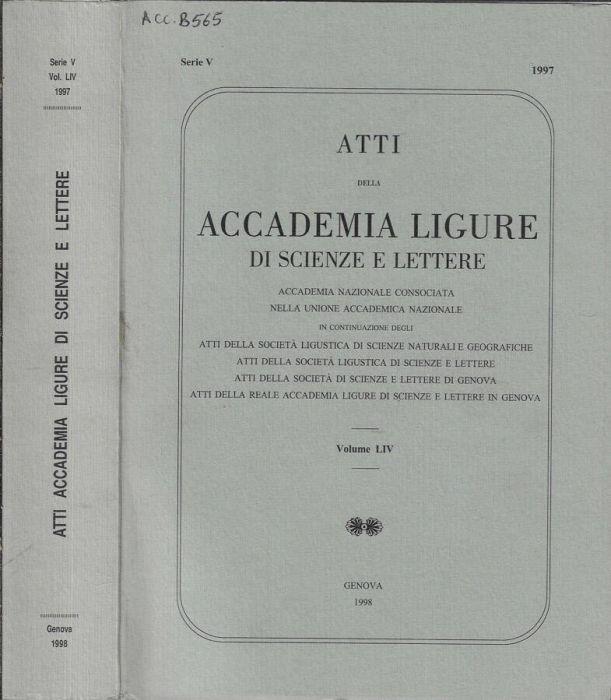 ACC. B565
Serie V
Vol. LIV
1997
ATTI ACCADEMIA LIGURE DI SCIENZE E LETTERE
Genova
1998
Serie V
1997
ATTI
DELLA
ACCADEMIA LIGURE
DI SCIENZE E LETTERE
ACCADEMIA NAZIONALE CONSOCIATA
NELLA UNIONE ACCADEMICA NAZIONALE
IN CONTINUAZIONE DEGLI
ATTI DELLA SOCIETÀ LIGUSTICA DI SCIENZE NATURALI E GEOGRAFICHE
ATTI DELLA SOCIETÀ LIGUSTICA DI SCIENZE E LETTERE
ATTI DELLA SOCIETÀ DI SCIENZE E LETTERE DI GENOVA
ATTI DELLA REALE ACCADEMIA LIGURE DI SCIENZE E LETTERE IN GENOVA
Volume LIV
GENOVA
1998